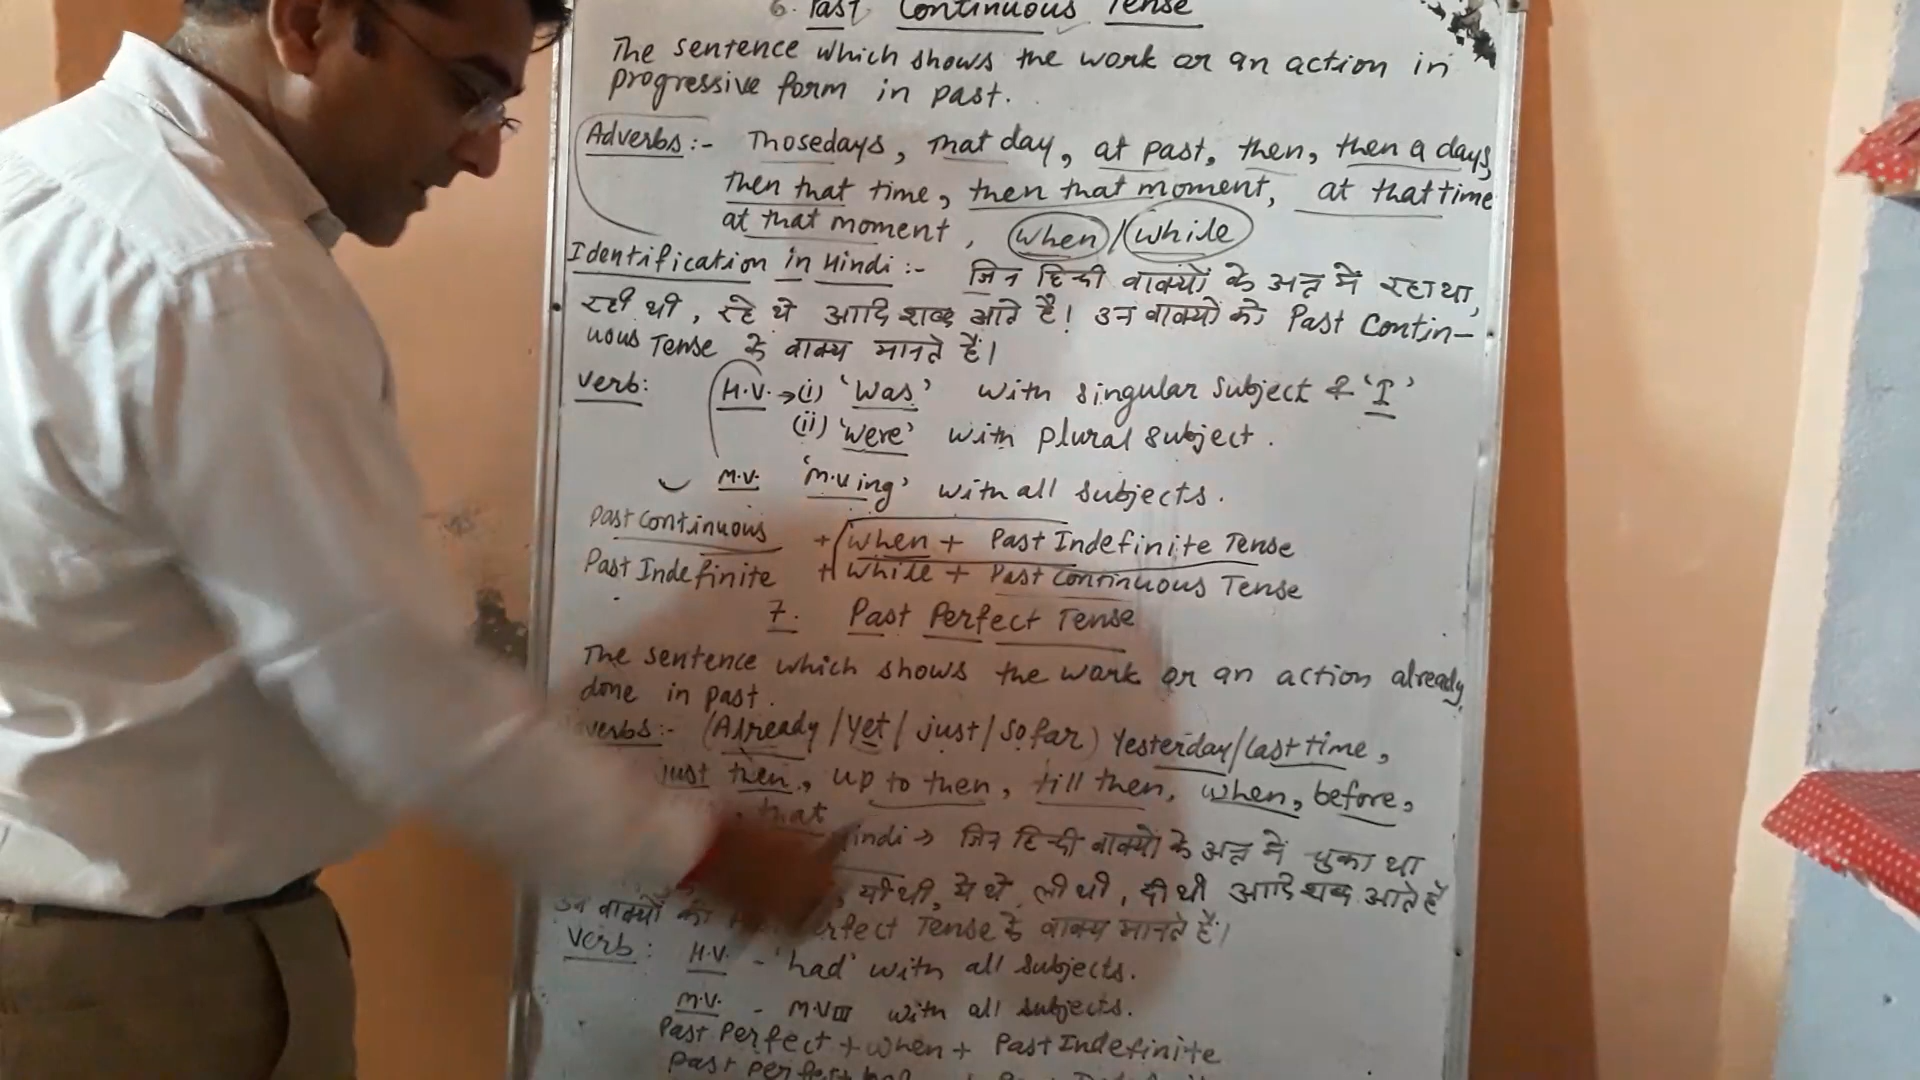 6. Past Continuous Tense
The sentence which shows the work or an action in
progressive form in past.
Adverbs:- Thosedays, That day, at past, then, then a days,
then that time, then that moment, at that time
at that moment, when/while
Identification in Hindi :- जिन हिन्दी वाक्यों के अन्त में रहा था,
रही थी, रहे थे आदि शब्द आते है। उन वाक्यो को Past Contin-
uous Tense के वाक्य मानते हैं।
Verb: H.V. → (i) 'Was' with singular subject & 'I'
(ii) 'Were' with plural subject.
M.V. 'M.V ing' with all subjects.
Past Continuous + when + Past Indefinite Tense
Past Indefinite + while + Past Continuous Tense
7. Past Perfect Tense
The sentence which shows the work or an action already
done in past.
verbs:- (Already/Yet/just/so far) Yesterday/Last time,
just then, up to then, till then, when, before,
that
indi → जिन हिन्दी वाक्यो के अन्त में चुका था
, यी थी, ये थे, ली थी, दी थी आदि शब्द आते हैं
उन वाक्यों को rfect Tense के वाक्य मानते हैं।
Verb: H.V. - 'had' with all subjects.
M.V. - M.V III with all subjects.
Past Perfect + when + Past Indefinite
Past Perfect